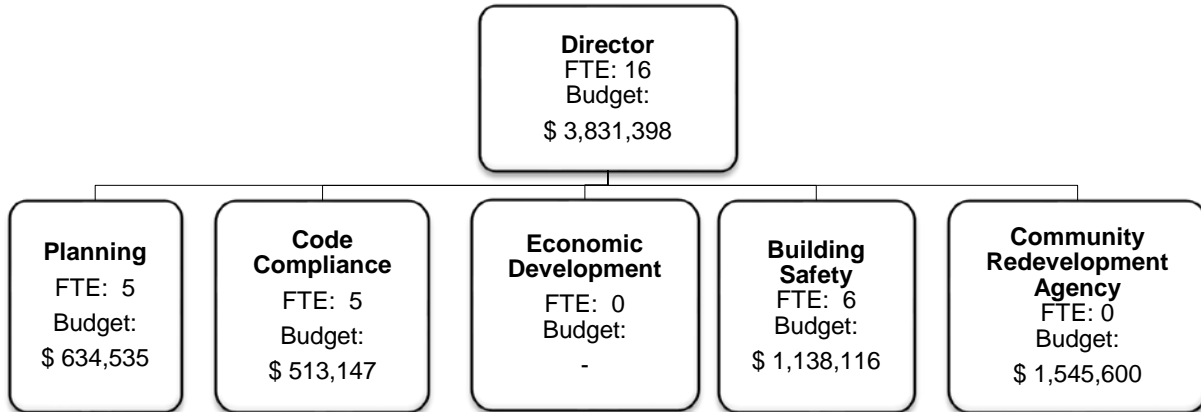 Director
FTE: 16
Budget:
$ 3,831,398
Planning
FTE: 5
Budget:
$ 634,535
Code
Compliance
FTE: 5
Budget:
$ 513,147
Economic
Development
FTE: 0
Budget:
-
Building
Safety
FTE: 6
Budget:
$ 1,138,116
Community
Redevelopment
Agency
FTE: 0
Budget:
$ 1,545,600